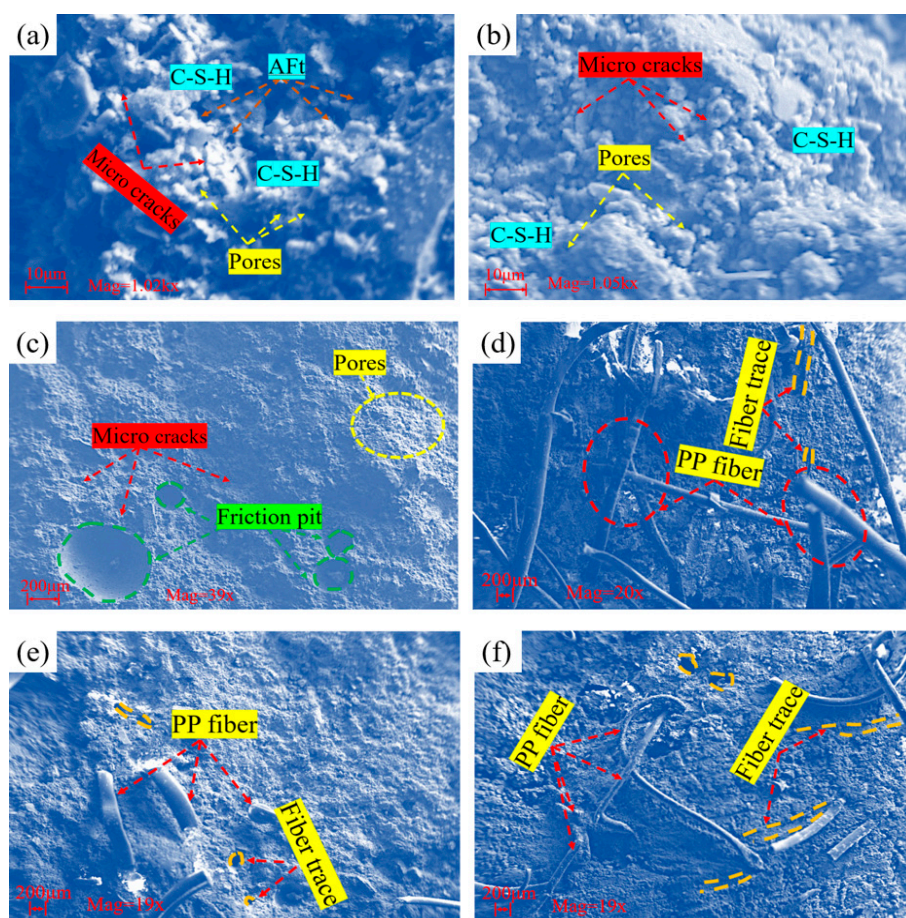 (a)
C-S-H
AFt
Micro cracks
C-S-H
Pores
10μm
Mag=1.02kx
(b)
Micro cracks
C-S-H
Pores
C-S-H
10μm
Mag=1.05kx
(c)
Pores
Micro cracks
Friction pit
200μm
Mag=39x
(d)
Fiber trace
PP fiber
200μm
Mag=20x
(e)
PP fiber
Fiber trace
200μm
Mag=19x
(f)
PP fiber
Fiber trace
200μm
Mag=19x